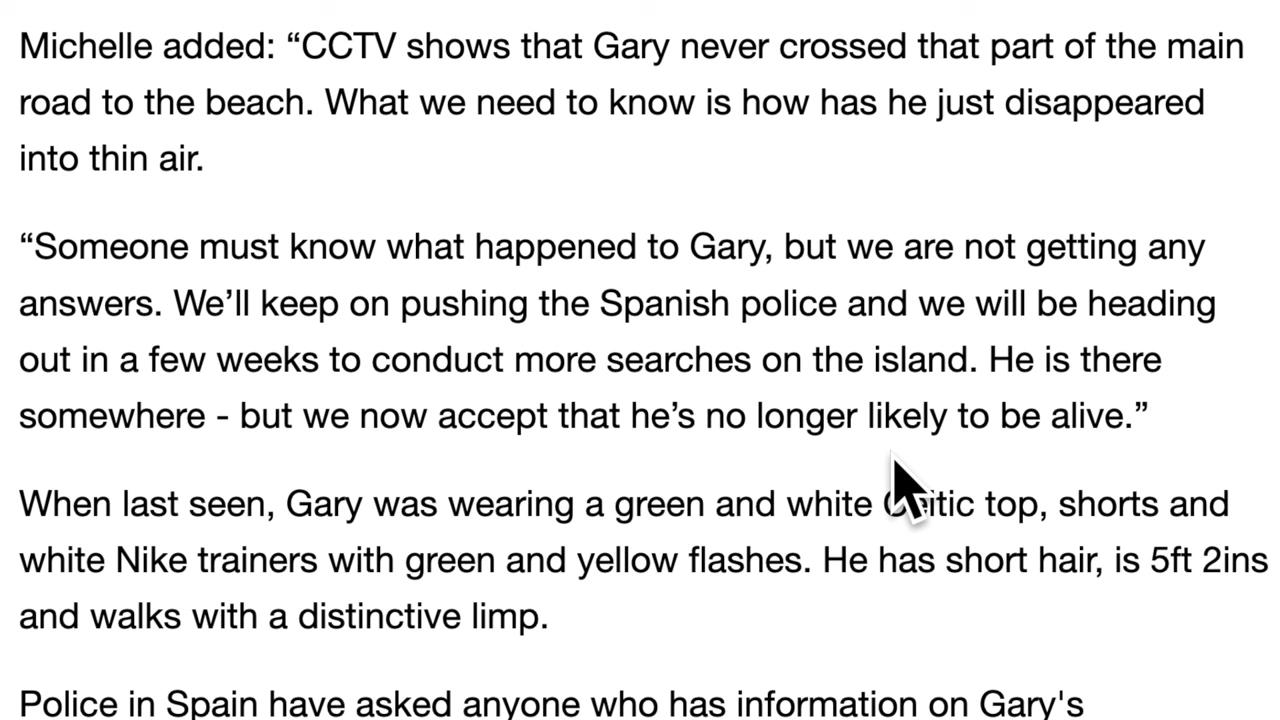 Michelle added: “CCTV shows that Gary never crossed that part of the main
road to the beach. What we need to know is how has he just disappeared
into thin air.
“Someone must know what happened to Gary, but we are not getting any
answers. We’ll keep on pushing the Spanish police and we will be heading
out in a few weeks to conduct more searches on the island. He is there
somewhere - but we now accept that he’s no longer likely to be alive.”
When last seen, Gary was wearing a green and white Celtic top, shorts and
white Nike trainers with green and yellow flashes. He has short hair, is 5ft 2ins
and walks with a distinctive limp.
Police in Spain have asked anyone who has information on Gary's